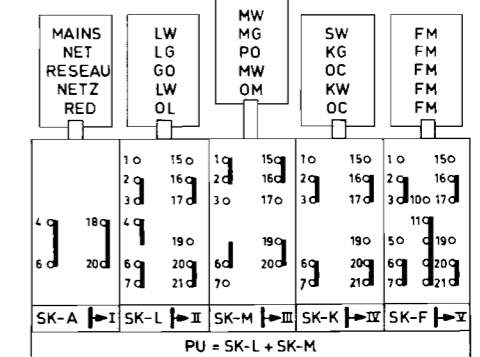 MAINS
NET
RESEAU
NETZ
RED
LW
LG
GO
LW
OL
MW
MG
PO
MW
OM
SW
KG
OC
KW
OC
FM
FM
FM
FM
FM
4 18
6 20
1 15
2 16
3 17
4
19
6 20
7 21
1 15
2 16
3 17
19
6 20
7
1 15
2 16
3 17
19
6 20
7 21
1 15
2 16
3 10 17
11
5 19
6 20
7 21
SK-A I
SK-L II
SK-M III
SK-K IV
SK-F V
PU = SK-L + SK-M